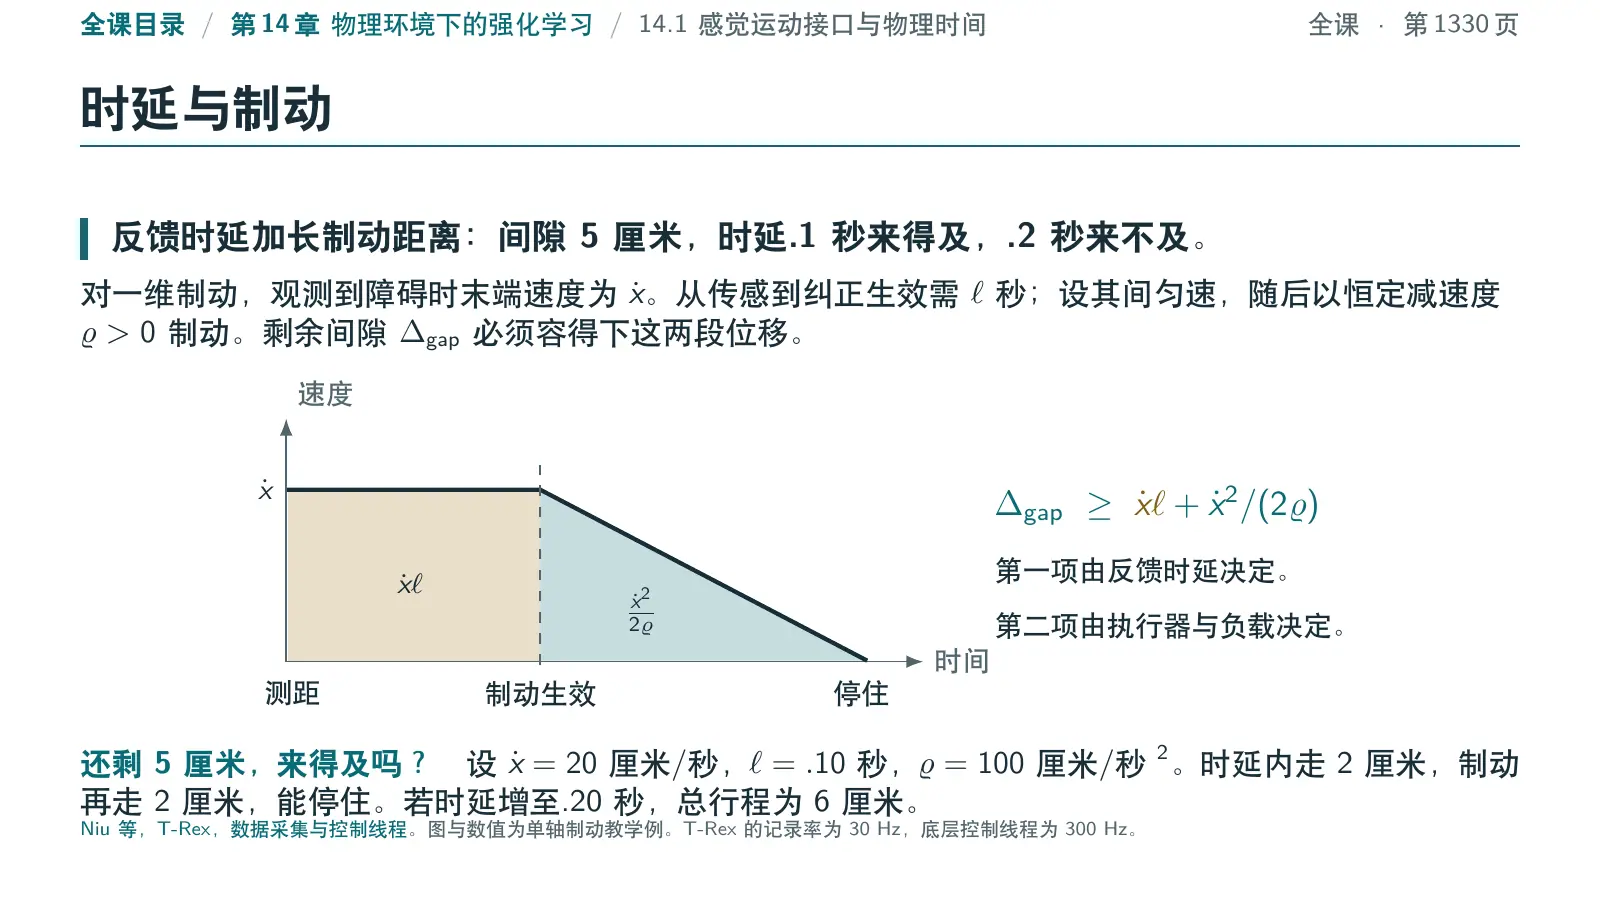 全课目录 / 第 14 章 物理环境下的强化学习 / 14.1 感觉运动接口与物理时间
全课 · 第 1330 页
时延与制动
反馈时延加长制动距离：间隙 5 厘米，时延.1 秒来得及，.2 秒来不及。
对一维制动，观测到障碍时末端速度为 ẋ。从传感到纠正生效需 ℓ 秒；设其间匀速，随后以恒定减速度
ϱ > 0 制动。剩余间隙 Δgap 必须容得下这两段位移。
速度
ẋ
ẋℓ
ẋ²/2ϱ
时间
测距
制动生效
停住
Δgap ≥ ẋℓ + ẋ²/(2ϱ)
第一项由反馈时延决定。
第二项由执行器与负载决定。
还剩 5 厘米，来得及吗？ 设 ẋ = 20 厘米/秒，ℓ = .10 秒，ϱ = 100 厘米/秒 ²。时延内走 2 厘米，制动
再走 2 厘米，能停住。若时延增至.20 秒，总行程为 6 厘米。
Niu 等，T-Rex，数据采集与控制线程。图与数值为单轴制动教学例。T-Rex 的记录率为 30 Hz，底层控制线程为 300 Hz。